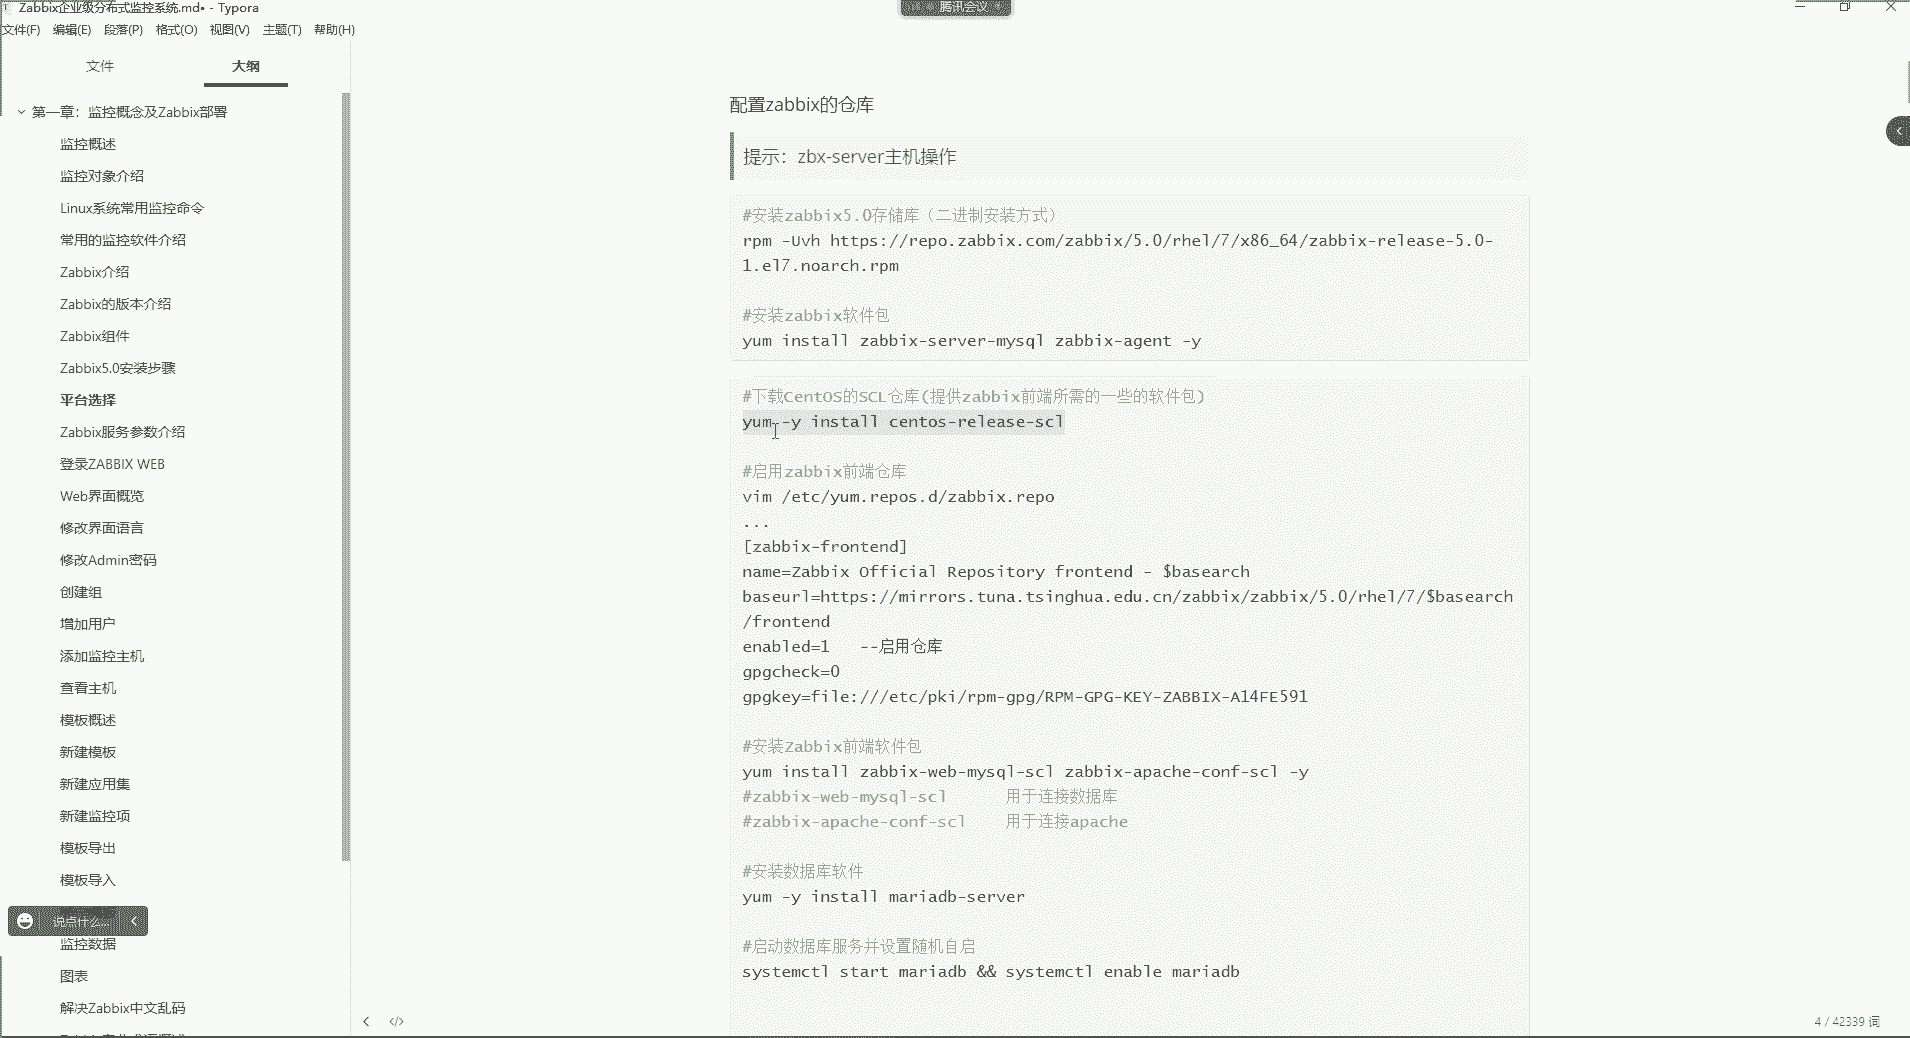 Zabbix企业级分布式监控系统.md• - Typora
腾讯会议
文件(F) 编辑(E) 段落(P) 格式(O) 视图(V) 主题(T) 帮助(H)
文件 大纲
第一章：监控概念及Zabbix部署
监控概述
监控对象介绍
Linux系统常用监控命令
常用的监控软件介绍
Zabbix介绍
Zabbix的版本介绍
Zabbix组件
Zabbix5.0安装步骤
平台选择
Zabbix服务参数介绍
登录ZABBIX WEB
Web界面概览
修改界面语言
修改Admin密码
创建组
增加用户
添加监控主机
查看主机
模板概述
新建模板
新建应用集
新建监控项
模板导出
模板导入
说点什么...
监控数据
图表
解决Zabbix中文乱码
配置zabbix的仓库
提示：zbx-server主机操作
#安装zabbix5.0存储库（二进制安装方式）
rpm -Uvh https://repo.zabbix.com/zabbix/5.0/rhel/7/x86_64/zabbix-release-5.0-
1.el7.noarch.rpm
#安装zabbix软件包
yum install zabbix-server-mysql zabbix-agent -y
#下载CentOS的SCL仓库(提供zabbix前端所需的一些的软件包)
yum -y install centos-release-scl
#启用zabbix前端仓库
vim /etc/yum.repos.d/zabbix.repo
...
[zabbix-frontend]
name=Zabbix Official Repository frontend - $basearch
baseurl=https://mirrors.tuna.tsinghua.edu.cn/zabbix/zabbix/5.0/rhel/7/$basearch
/frontend
enabled=1   --启用仓库
gpgcheck=0
gpgkey=file:///etc/pki/rpm-gpg/RPM-GPG-KEY-ZABBIX-A14FE591
#安装Zabbix前端软件包
yum install zabbix-web-mysql-scl zabbix-apache-conf-scl -y
#zabbix-web-mysql-scl      用于连接数据库
#zabbix-apache-conf-scl    用于连接apache
#安装数据库软件
yum -y install mariadb-server
#启动数据库服务并设置随机自启
systemctl start mariadb && systemctl enable mariadb
4 / 42339 词